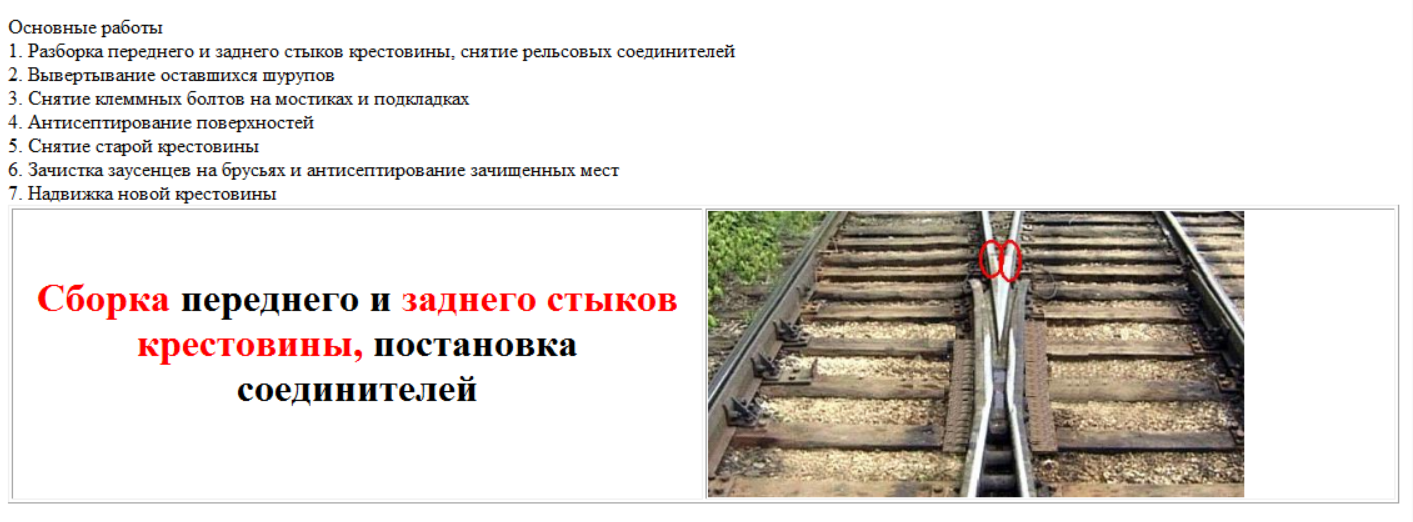 Основные работы
1. Разборка переднего и заднего стыков крестовины, снятие рельсовых соединителей
2. Вывертывание оставшихся шурупов
3. Снятие клеммных болтов на мостиках и подкладках
4. Антисептирование поверхностей
5. Снятие старой крестовины
6. Зачистка заусенцев на брусьях и антисептирование зачищенных мест
7. Надвижка новой крестовины
Сборка переднего и заднего стыков
крестовины, постановка
соединителей